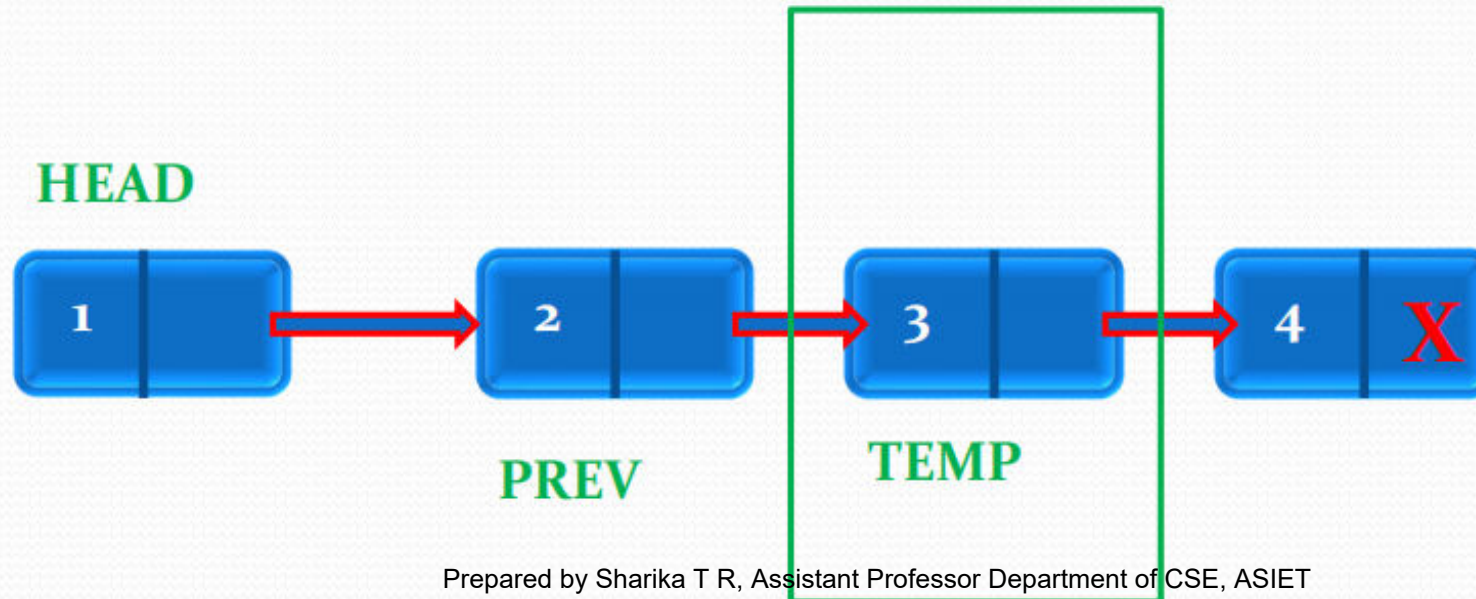 HEAD
1 2 3 4 X
PREV TEMP
Prepared by Sharika T R, Assistant Professor Department of CSE, ASIET